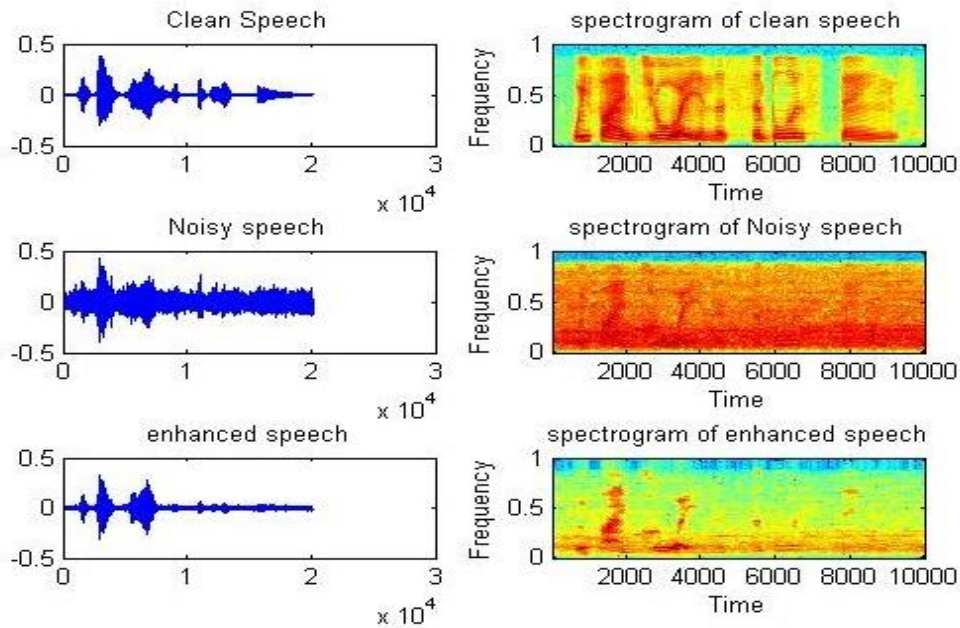 Clean Speech
0.5
0
-0.5
0 1 2 3
x 10^4
spectrogram of clean speech
Frequency
1
0.5
0
2000 4000 6000 8000 10000
Time
Noisy speech
0.5
0
-0.5
0 1 2 3
x 10^4
spectrogram of Noisy speech
Frequency
1
0.5
0
2000 4000 6000 8000 10000
Time
enhanced speech
0.5
0
-0.5
0 1 2 3
x 10^4
spectrogram of enhanced speech
Frequency
1
0.5
0
2000 4000 6000 8000 10000
Time